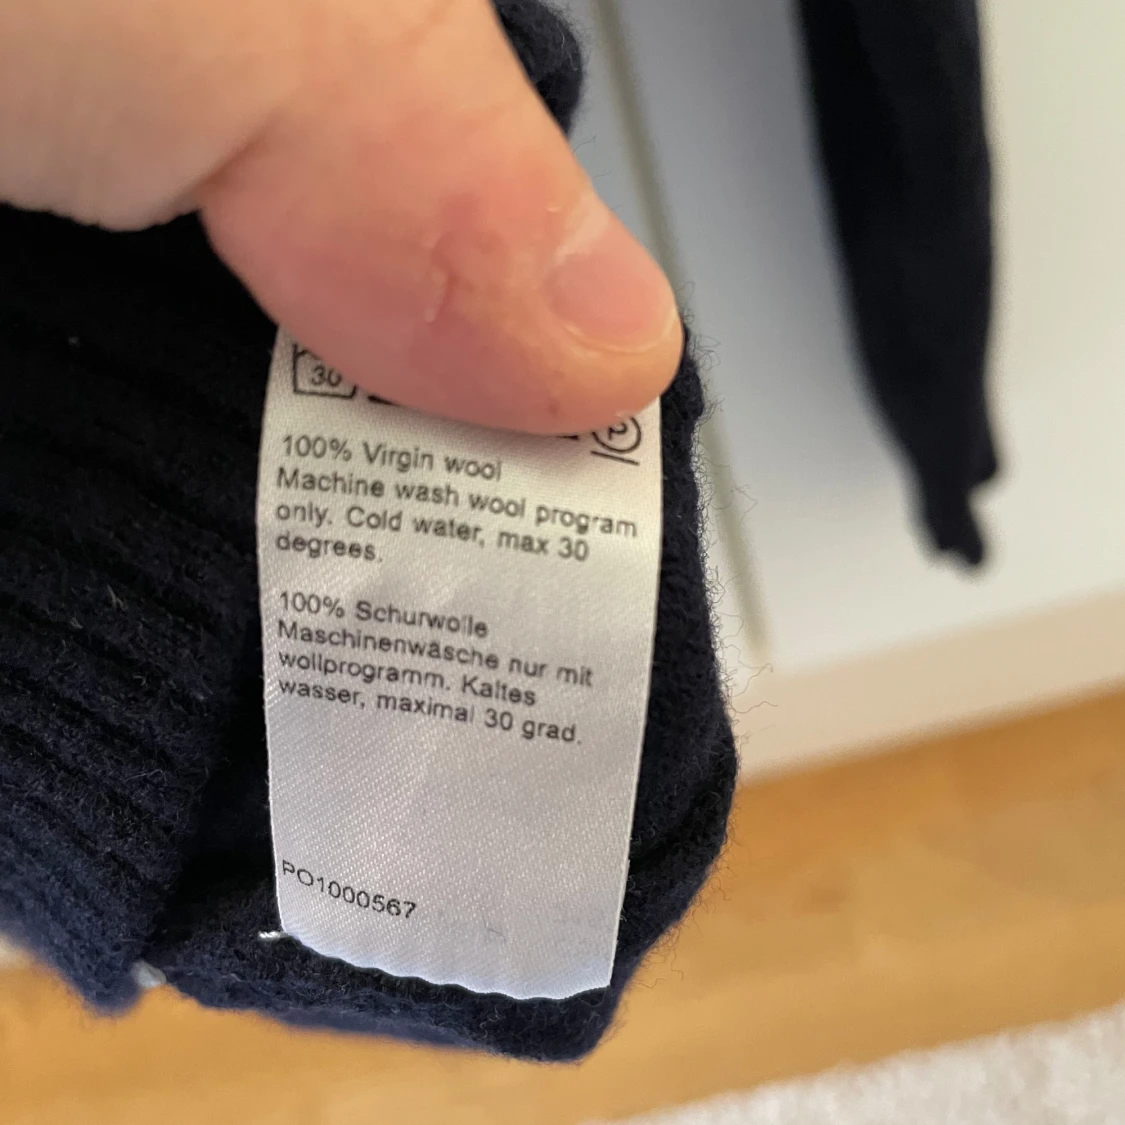 30
P
100% Virgin wool
Machine wash wool program
only. Cold water, max 30
degrees.
100% Schurwolle
Maschinenwäsche nur mit
wollprogramm. Kaltes
wasser, maximal 30 grad.
PO1000567